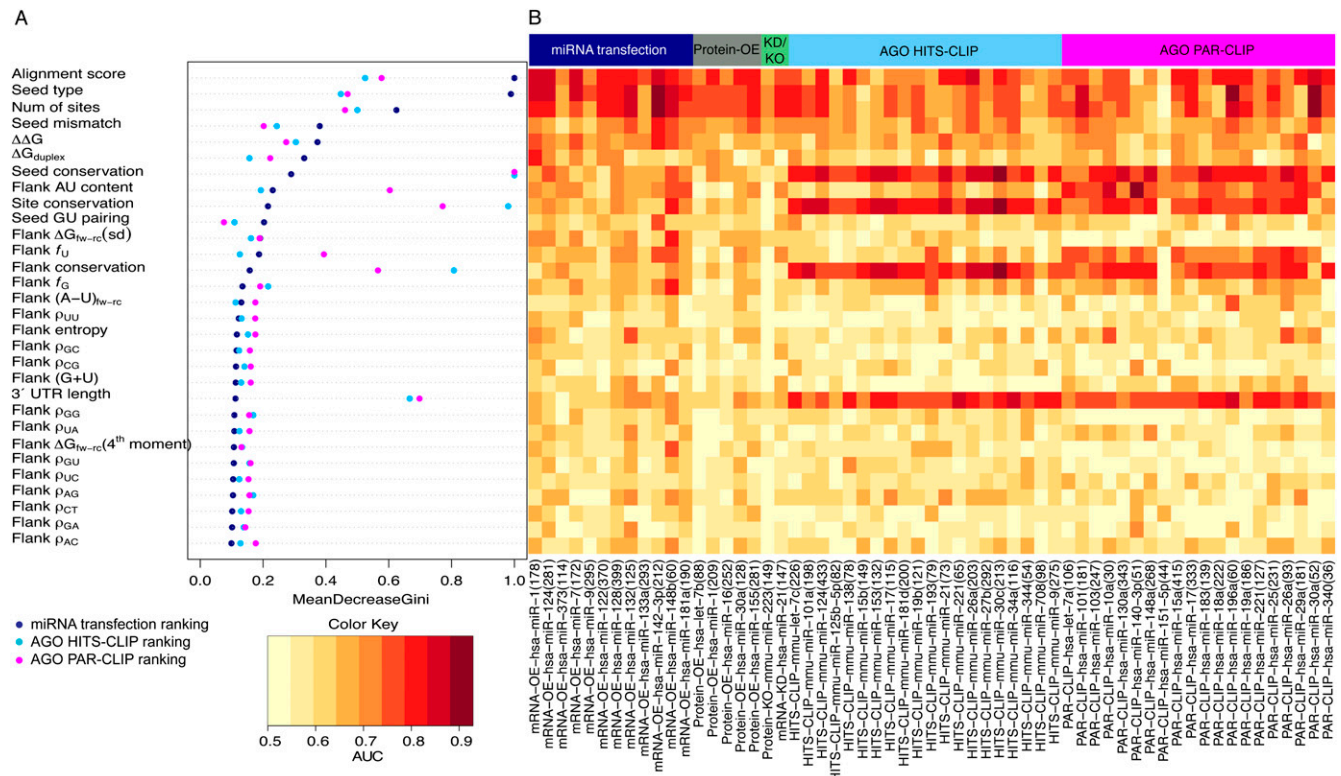 A
B
miRNA transfection
Protein-OE
KD/
KO
AGO HITS-CLIP
AGO PAR-CLIP
Alignment score
Seed type
Num of sites
Seed mismatch
ΔΔG
ΔGduplex
Seed conservation
Flank AU content
Site conservation
Seed GU pairing
Flank ΔGfw−rc(sd)
Flank fU
Flank conservation
Flank fG
Flank (A−U)fw−rc
Flank ρUU
Flank entropy
Flank ρGC
Flank ρCG
Flank (G+U)
3′ UTR length
Flank ρGG
Flank ρUA
Flank ΔGfw−rc(4th moment)
Flank ρGU
Flank ρUC
Flank ρAG
Flank ρCT
Flank ρGA
Flank ρAC
0.0 0.2 0.4 0.6 0.8 1.0
MeanDecreaseGini
miRNA transfection ranking
AGO HITS-CLIP ranking
AGO PAR-CLIP ranking
Color Key
0.5 0.6 0.7 0.8 0.9
AUC
mRNA−OE−hsa−miR−1(178)
mRNA−OE−hsa−miR−124(281)
mRNA−OE−hsa−miR−373(114)
mRNA−OE−hsa−miR−7(172)
mRNA−OE−hsa−miR−9(295)
mRNA−OE−hsa−miR−122(370)
mRNA−OE−hsa−miR−128(399)
mRNA−OE−hsa−miR−132(125)
mRNA−OE−hsa−miR−133a(293)
mRNA−OE−hsa−miR−142−3p(212)
mRNA−OE−hsa−miR−148b(60)
mRNA−OE−hsa−miR−181a(190)
Protein−OE−hsa−let−7b(88)
Protein−OE−hsa−miR−1(209)
Protein−OE−hsa−miR−16(252)
Protein−OE−hsa−miR−30a(128)
Protein−OE−hsa−miR−155(281)
Protein−KO−mmu−miR−223(149)
mRNA−KD−hsa−miR−21(147)
HITS−CLIP−mmu−let−7c(226)
HITS−CLIP−mmu−miR−101a(198)
HITS−CLIP−mmu−miR−124(433)
HITS−CLIP−mmu−miR−125b−5p(82)
HITS−CLIP−mmu−miR−138(78)
HITS−CLIP−mmu−miR−15b(149)
HITS−CLIP−mmu−miR−153(132)
HITS−CLIP−mmu−miR−17(115)
HITS−CLIP−mmu−miR−181d(200)
HITS−CLIP−mmu−miR−19b(121)
HITS−CLIP−mmu−miR−193(79)
HITS−CLIP−mmu−miR−21(73)
HITS−CLIP−mmu−miR−221(65)
HITS−CLIP−mmu−miR−26a(203)
HITS−CLIP−mmu−miR−27b(292)
HITS−CLIP−mmu−miR−30c(213)
HITS−CLIP−mmu−miR−34a(116)
HITS−CLIP−mmu−miR−344(54)
HITS−CLIP−mmu−miR−708(98)
HITS−CLIP−mmu−miR−9(275)
PAR−CLIP−hsa−let−7a(106)
PAR−CLIP−hsa−miR−101(181)
PAR−CLIP−hsa−miR−103(247)
PAR−CLIP−hsa−miR−10a(30)
PAR−CLIP−hsa−miR−130a(343)
PAR−CLIP−hsa−miR−140−3p(51)
PAR−CLIP−hsa−miR−148a(268)
PAR−CLIP−hsa−miR−151−5p(44)
PAR−CLIP−hsa−miR−15a(415)
PAR−CLIP−hsa−miR−17(333)
PAR−CLIP−hsa−miR−183(139)
PAR−CLIP−hsa−miR−182(222)
PAR−CLIP−hsa−miR−196a(66)
PAR−CLIP−hsa−miR−19a(186)
PAR−CLIP−hsa−miR−221(127)
PAR−CLIP−hsa−miR−25(231)
PAR−CLIP−hsa−miR−26a(93)
PAR−CLIP−hsa−miR−29a(181)
PAR−CLIP−hsa−miR−30a(52)
PAR−CLIP−hsa−miR−340(36)